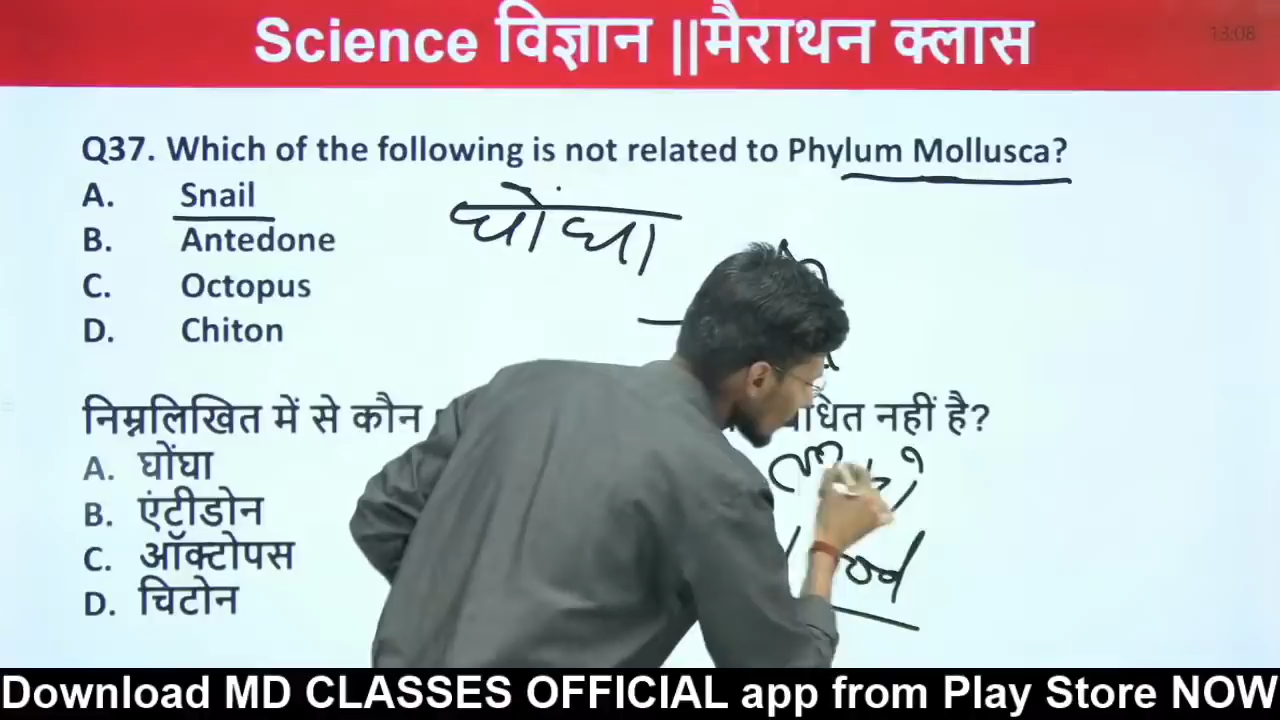 Science विज्ञान ||मैराथन क्लास
13:08
Q37. Which of the following is not related to Phylum Mollusca?
A. Snail
घोंघा
B. Antedone
C. Octopus
D. Chiton
निम्नलिखित में से कौन नहीं है?
A. घोंघा
B. एंटीडोन
C. ऑक्टोपस
D. चिटोन
Download MD CLASSES OFFICIAL app from Play Store NOW